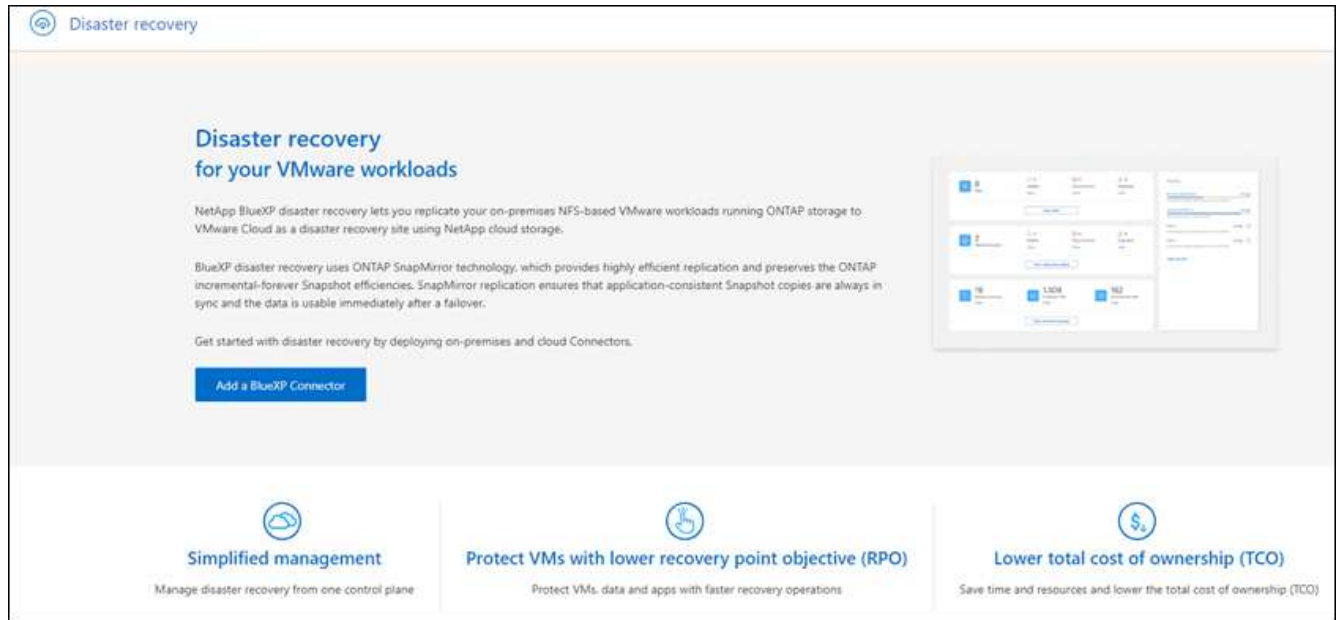 Disaster recovery
Disaster recovery
for your VMware workloads
NetApp BlueXP disaster recovery lets you replicate your on-premises NFS-based VMware workloads running ONTAP storage to
VMware Cloud as a disaster recovery site using NetApp cloud storage.
BlueXP disaster recovery uses ONTAP SnapMirror technology, which provides highly efficient replication and preserves the ONTAP
incremental-forever Snapshot efficiencies. SnapMirror replication ensures that application-consistent Snapshot copies are always in
sync and the data is usable immediately after a failover.
Get started with disaster recovery by deploying on-premises and cloud Connectors.
Add a BlueXP Connector
Simplified management
Manage disaster recovery from one control plane
Protect VMs with lower recovery point objective (RPO)
Protect VMs, data and apps with faster recovery operations
Lower total cost of ownership (TCO)
Save time and resources and lower the total cost of ownership (TCO)